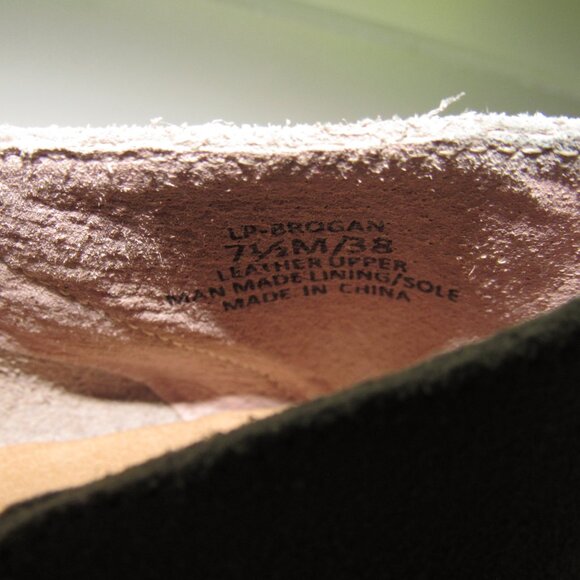 LP-BROGAN
7½M/38
LEATHER UPPER
MAN MADE LINING/SOLE
MADE IN CHINA